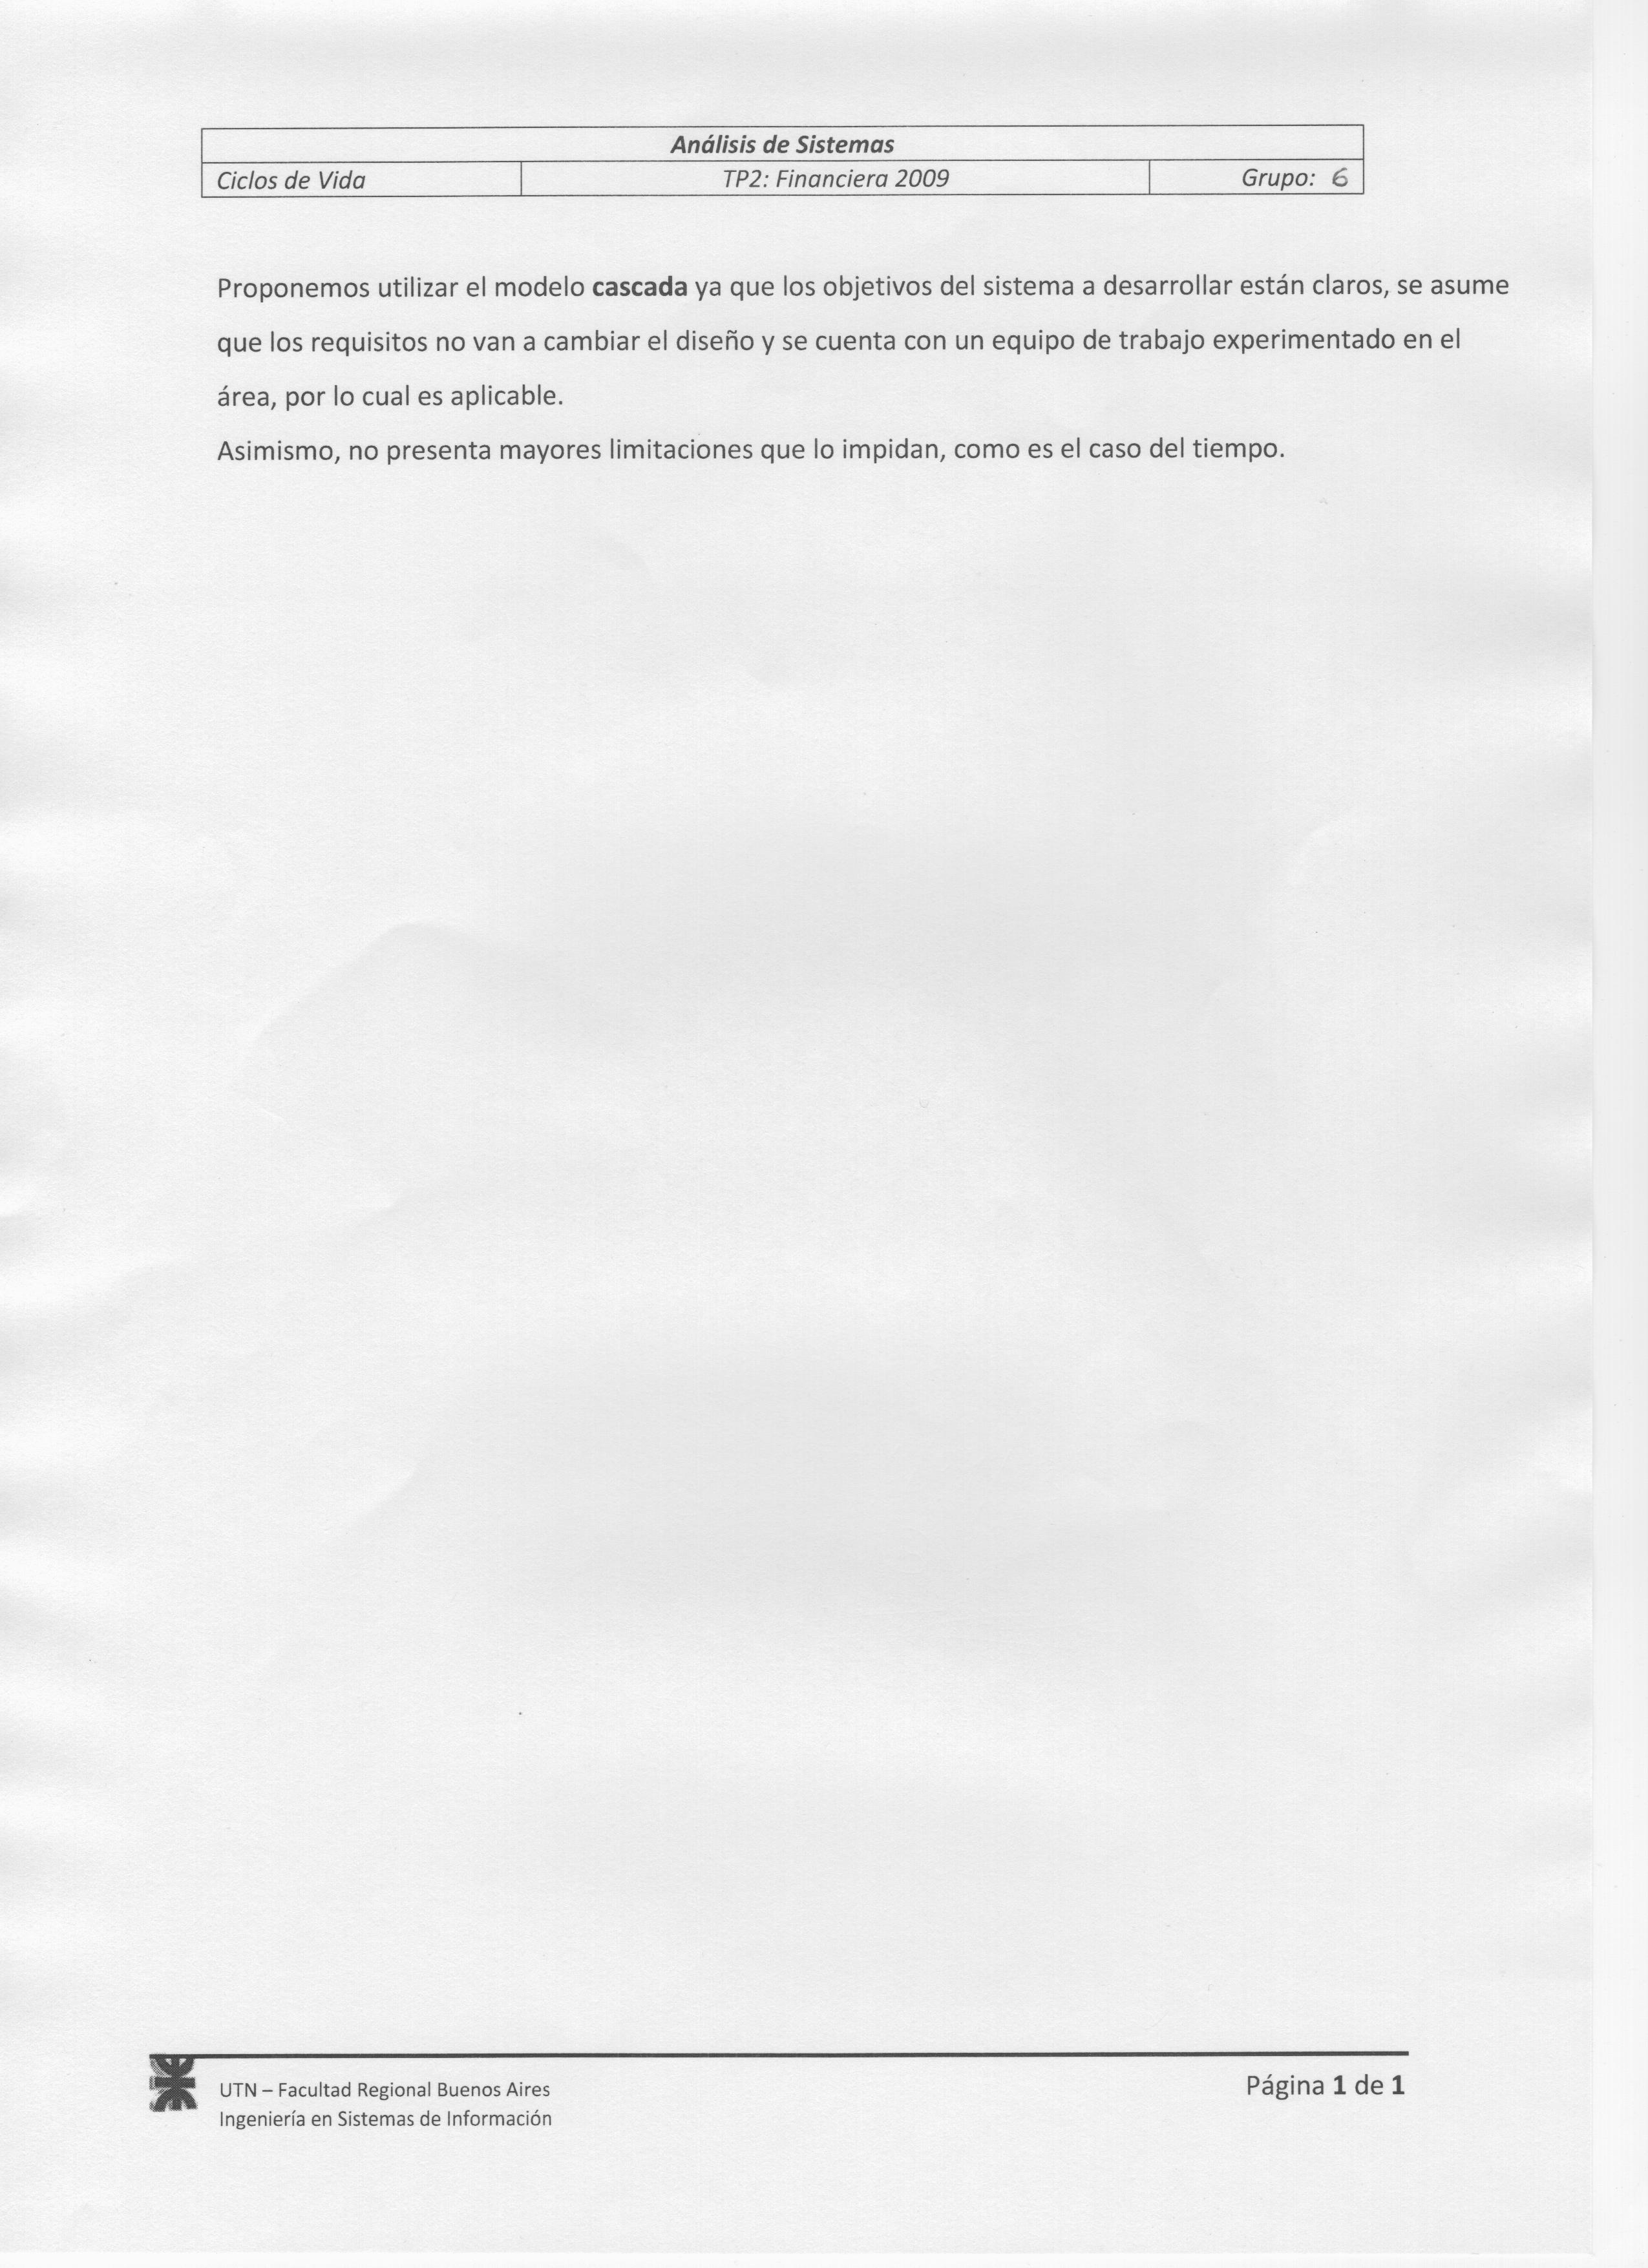 Análisis de Sistemas
Ciclos de Vida TP2: Financiera 2009 Grupo: 6
Proponemos utilizar el modelo cascada ya que los objetivos del sistema a desarrollar están claros, se asume
que los requisitos no van a cambiar el diseño y se cuenta con un equipo de trabajo experimentado en el
área, por lo cual es aplicable.
Asimismo, no presenta mayores limitaciones que lo impidan, como es el caso del tiempo.
UTN – Facultad Regional Buenos Aires
Ingeniería en Sistemas de Información
Página 1 de 1